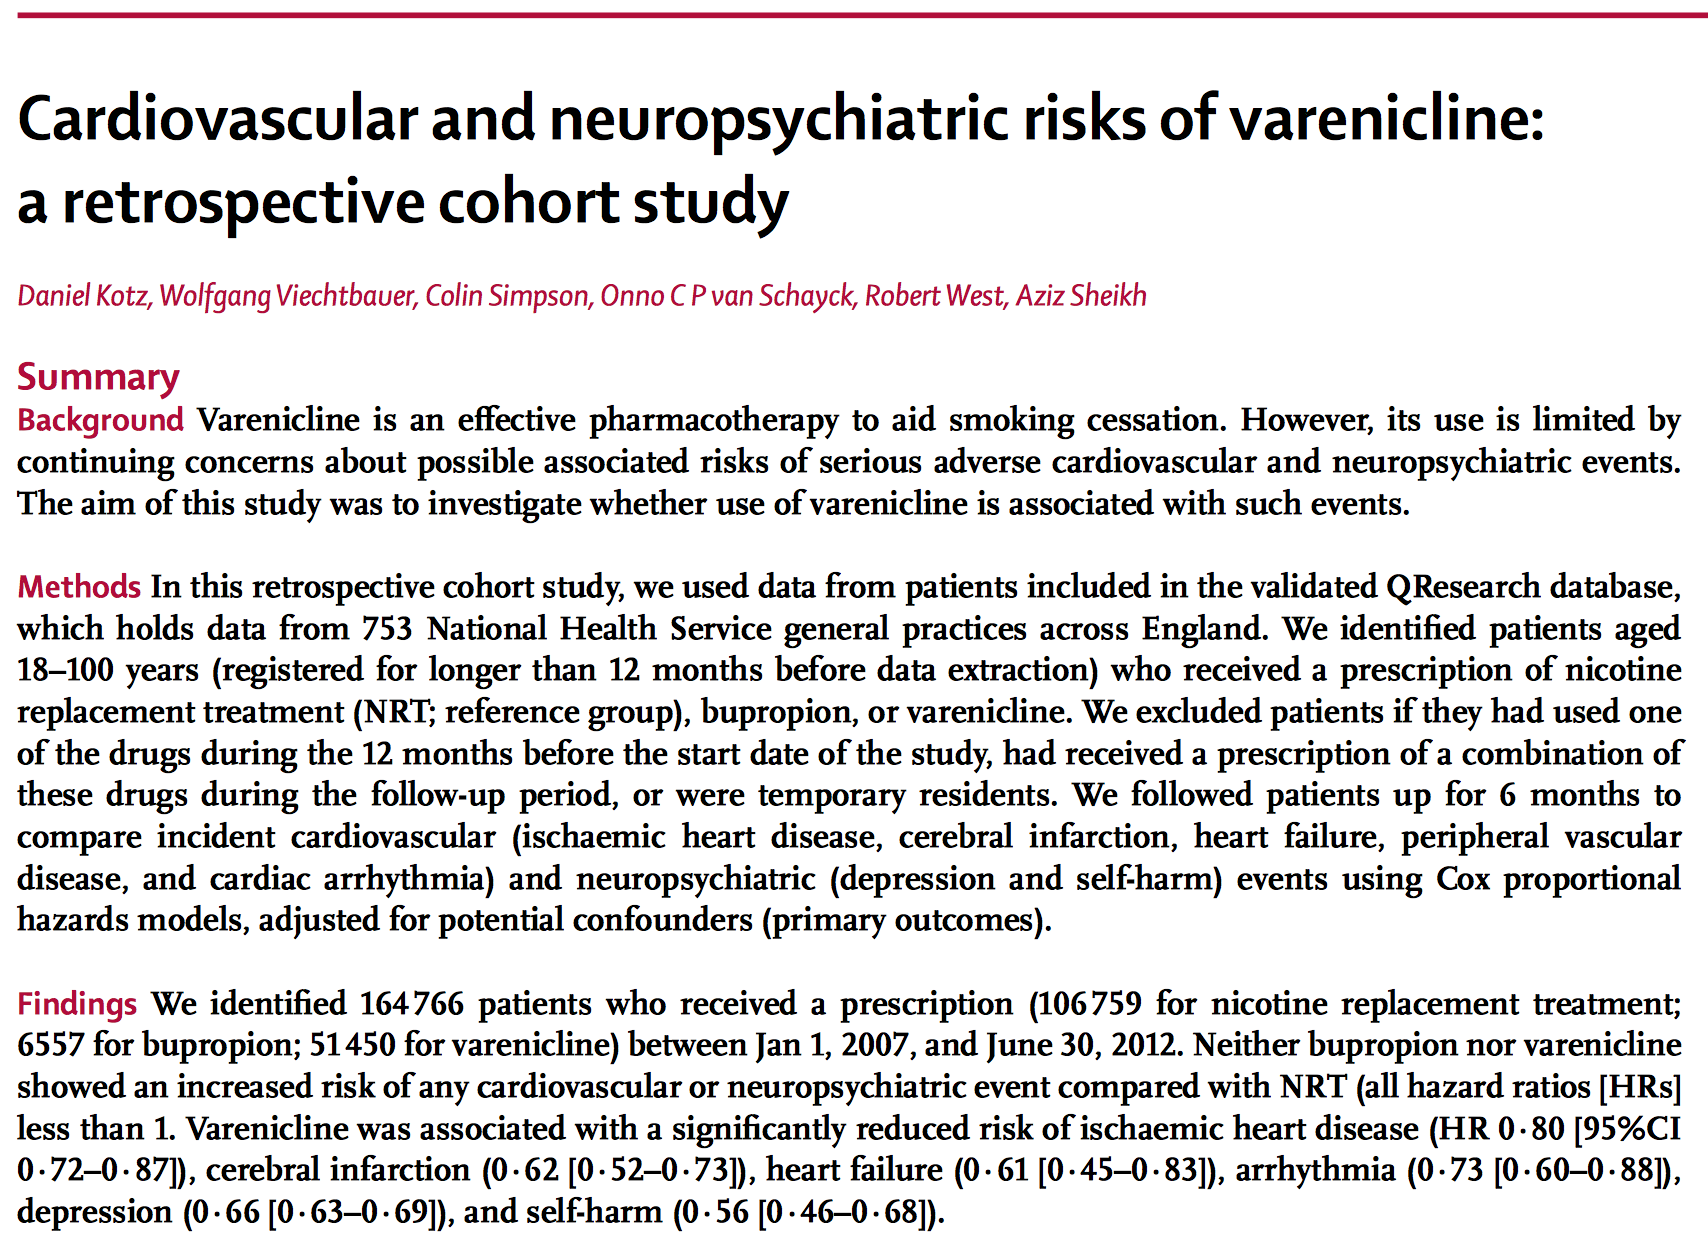 Cardiovascular and neuropsychiatric risks of varenicline:
a retrospective cohort study
Daniel Kotz, Wolfgang Viechtbauer, Colin Simpson, Onno C P van Schayck, Robert West, Aziz Sheikh
Summary
Background Varenicline is an effective pharmacotherapy to aid smoking cessation. However, its use is limited by
continuing concerns about possible associated risks of serious adverse cardiovascular and neuropsychiatric events.
The aim of this study was to investigate whether use of varenicline is associated with such events.
Methods In this retrospective cohort study, we used data from patients included in the validated QResearch database,
which holds data from 753 National Health Service general practices across England. We identified patients aged
18–100 years (registered for longer than 12 months before data extraction) who received a prescription of nicotine
replacement treatment (NRT; reference group), bupropion, or varenicline. We excluded patients if they had used one
of the drugs during the 12 months before the start date of the study, had received a prescription of a combination of
these drugs during the follow-up period, or were temporary residents. We followed patients up for 6 months to
compare incident cardiovascular (ischaemic heart disease, cerebral infarction, heart failure, peripheral vascular
disease, and cardiac arrhythmia) and neuropsychiatric (depression and self-harm) events using Cox proportional
hazards models, adjusted for potential confounders (primary outcomes).
Findings We identified 164 766 patients who received a prescription (106 759 for nicotine replacement treatment;
6557 for bupropion; 51 450 for varenicline) between Jan 1, 2007, and June 30, 2012. Neither bupropion nor varenicline
showed an increased risk of any cardiovascular or neuropsychiatric event compared with NRT (all hazard ratios [HRs]
less than 1. Varenicline was associated with a significantly reduced risk of ischaemic heart disease (HR 0·80 [95%CI
0·72–0·87]), cerebral infarction (0·62 [0·52–0·73]), heart failure (0·61 [0·45–0·83]), arrhythmia (0·73 [0·60–0·88]),
depression (0·66 [0·63–0·69]), and self-harm (0·56 [0·46–0·68]).